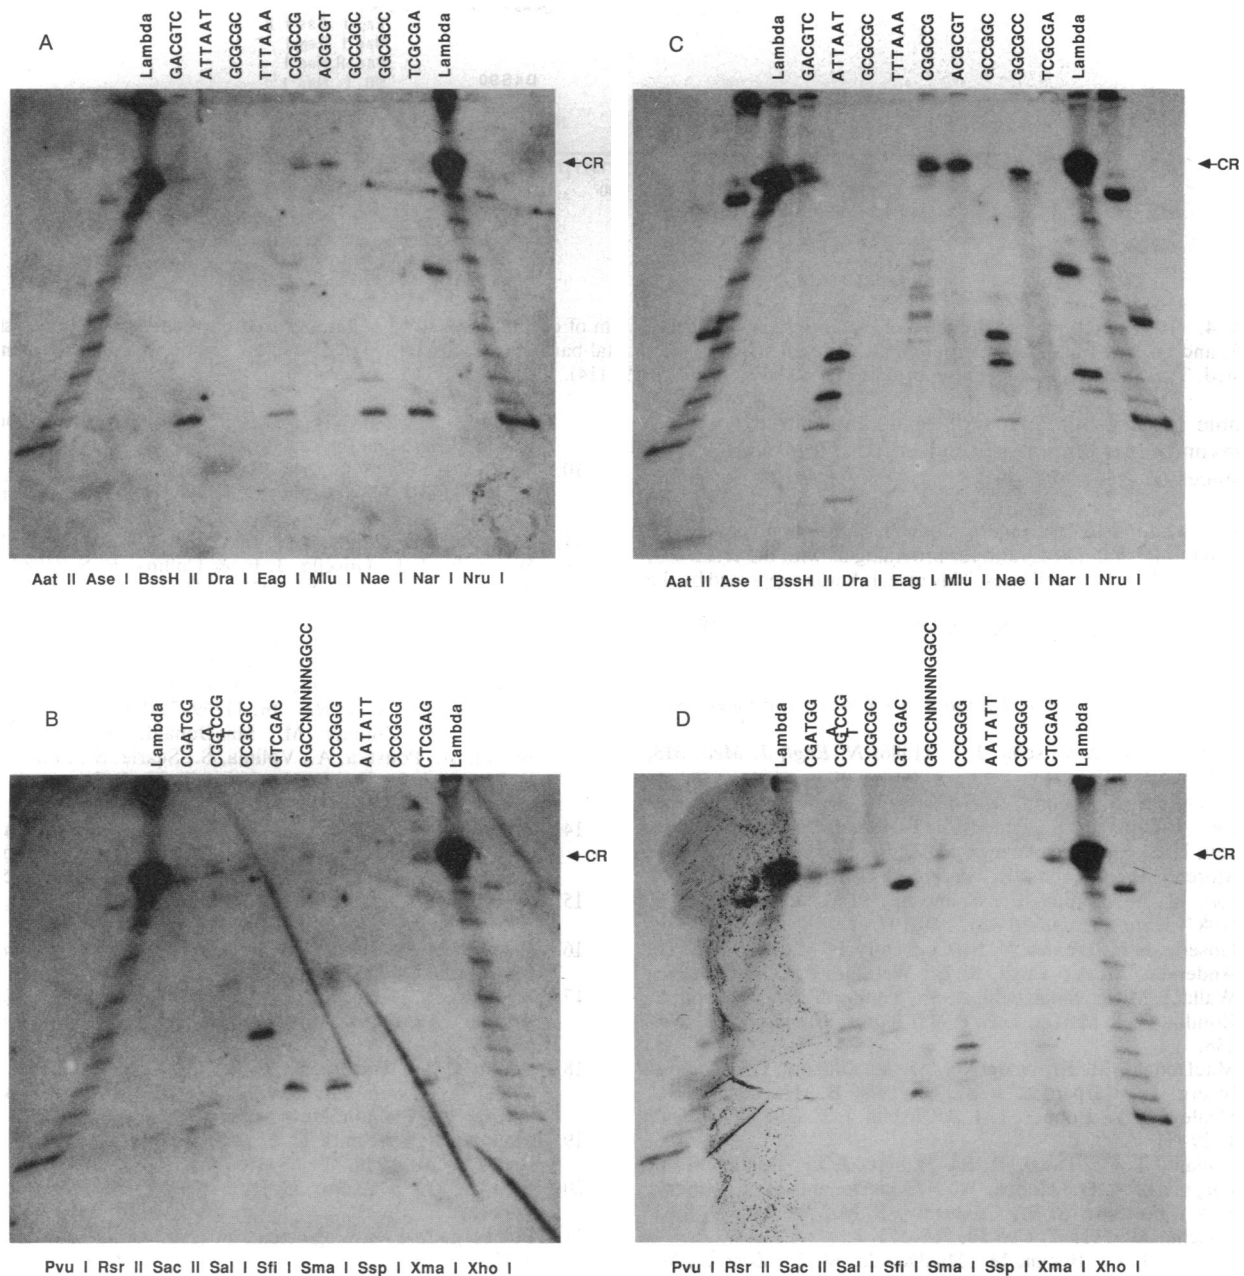 A
Lambda
GACGTC
ATTAAT
GCGCGC
TTTAAA
CGGCCG
ACGCGT
GCCGGC
GGCGCC
TCGCGA
Lambda
CR
Aat II Ase I BssH II Dra I Eag I Mlu I Nae I Nar I Nru I
C
Lambda
GACGTC
ATTAAT
GCGCGC
TTTAAA
CGGCCG
ACGCGT
GCCGGC
GGCGCC
TCGCGA
Lambda
CR
Aat II Ase I BssH II Dra I Eag I Mlu I Nae I Nar I Nru I
B
Lambda
CGATGG
CGGACCG
T
CCGCGC
GTCGAC
GGCCNNNNNGGCC
CCCGGG
AATATT
CCCGGG
CTCGAG
Lambda
CR
Pvu I Rsr II Sac II Sal I Sfi I Sma I Ssp I Xma I Xho I
D
Lambda
CGATGG
CGGACCG
T
CCGCGC
GTCGAC
GGCCNNNNNGGCC
CCCGGG
AATATT
CCCGGG
CTCGAG
Lambda
CR
Pvu I Rsr II Sac II Sal I Sfi I Sma I Ssp I Xma I Xho I